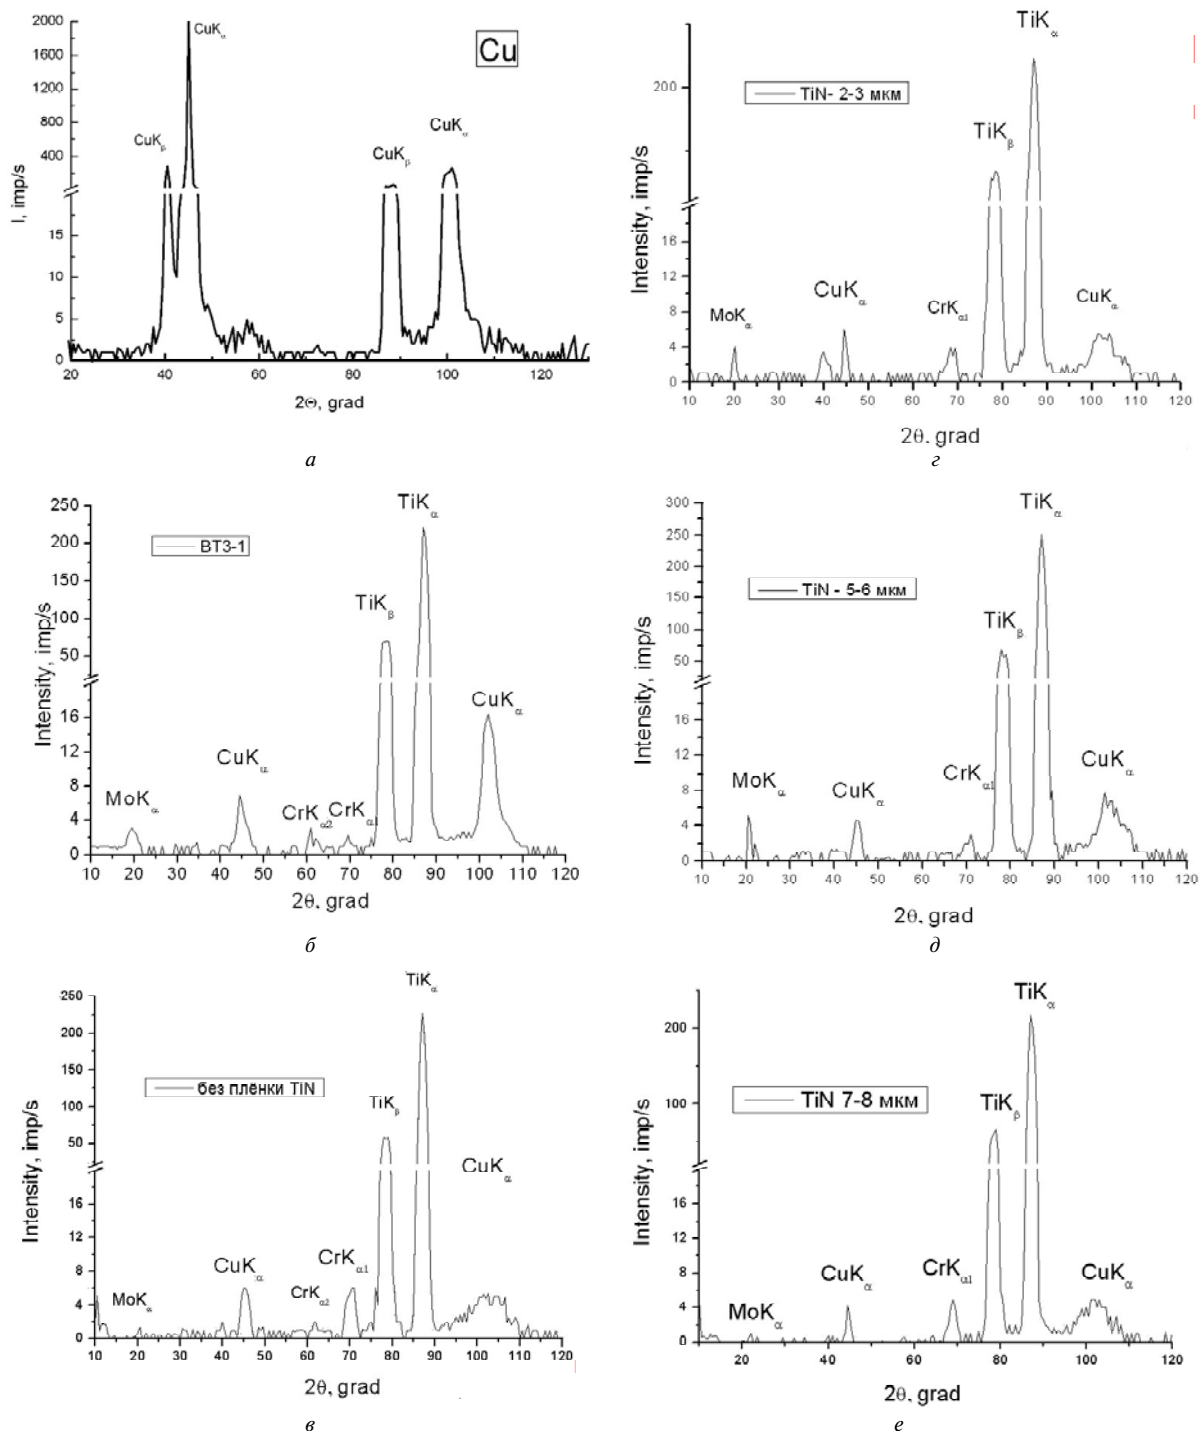 CuKα
Cu
CuKβ
CuKβ
CuKα
2000
1600
1200
800
400
15
10
5
0
I, imp/s
20 40 60 80 100 120
2Θ, grad
а
TiKα
TiN- 2-3 мкм
TiKβ
CuKα
CrKα1
CuKα
MoKα
200
16
12
8
4
0
Intensity, imp/s
10 20 30 40 50 60 70 80 90 100 110 120
2θ, grad
г
TiKα
ВТ3-1
TiKβ
CuKα
CuKα
MoKα
CrKα2
CrKα1
250
225
150
100
50
16
12
8
4
0
Intensity, imp/s
10 20 30 40 50 60 70 80 90 100 110 120
2θ, grad
б
TiKα
TiN - 5-6 мкм
TiKβ
CuKα
CrKα1
MoKα
CuKα
300
250
200
150
100
50
16
12
8
4
0
Intensity, imp/s
10 20 30 40 50 60 70 80 90 100 110 120
2θ, grad
д
TiKα
без плёнки TiN
TiKβ
CuKα
CuKα
CrKα1
CrKα2
MoKα
250
225
150
100
50
16
12
8
4
0
Intensity, imp/s
10 20 30 40 50 60 70 80 90 100 110 120
2θ, grad
в
TiKα
TiN 7-8 мкм
TiKβ
CuKα
CrKα1
CuKα
MoKα
200
100
16
12
8
4
0
Intensity, imp/s
20 40 60 80 100 120
2θ, grad
е